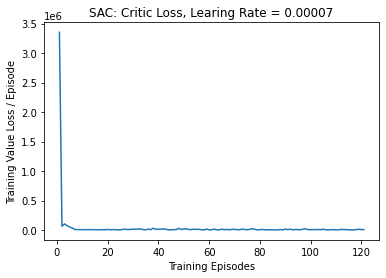 SAC: Critic Loss, Learing Rate = 0.00007
1e6
3.5
3.0
2.5
2.0
1.5
1.0
0.5
0.0
Training Value Loss / Episode
0 20 40 60 80 100 120
Training Episodes